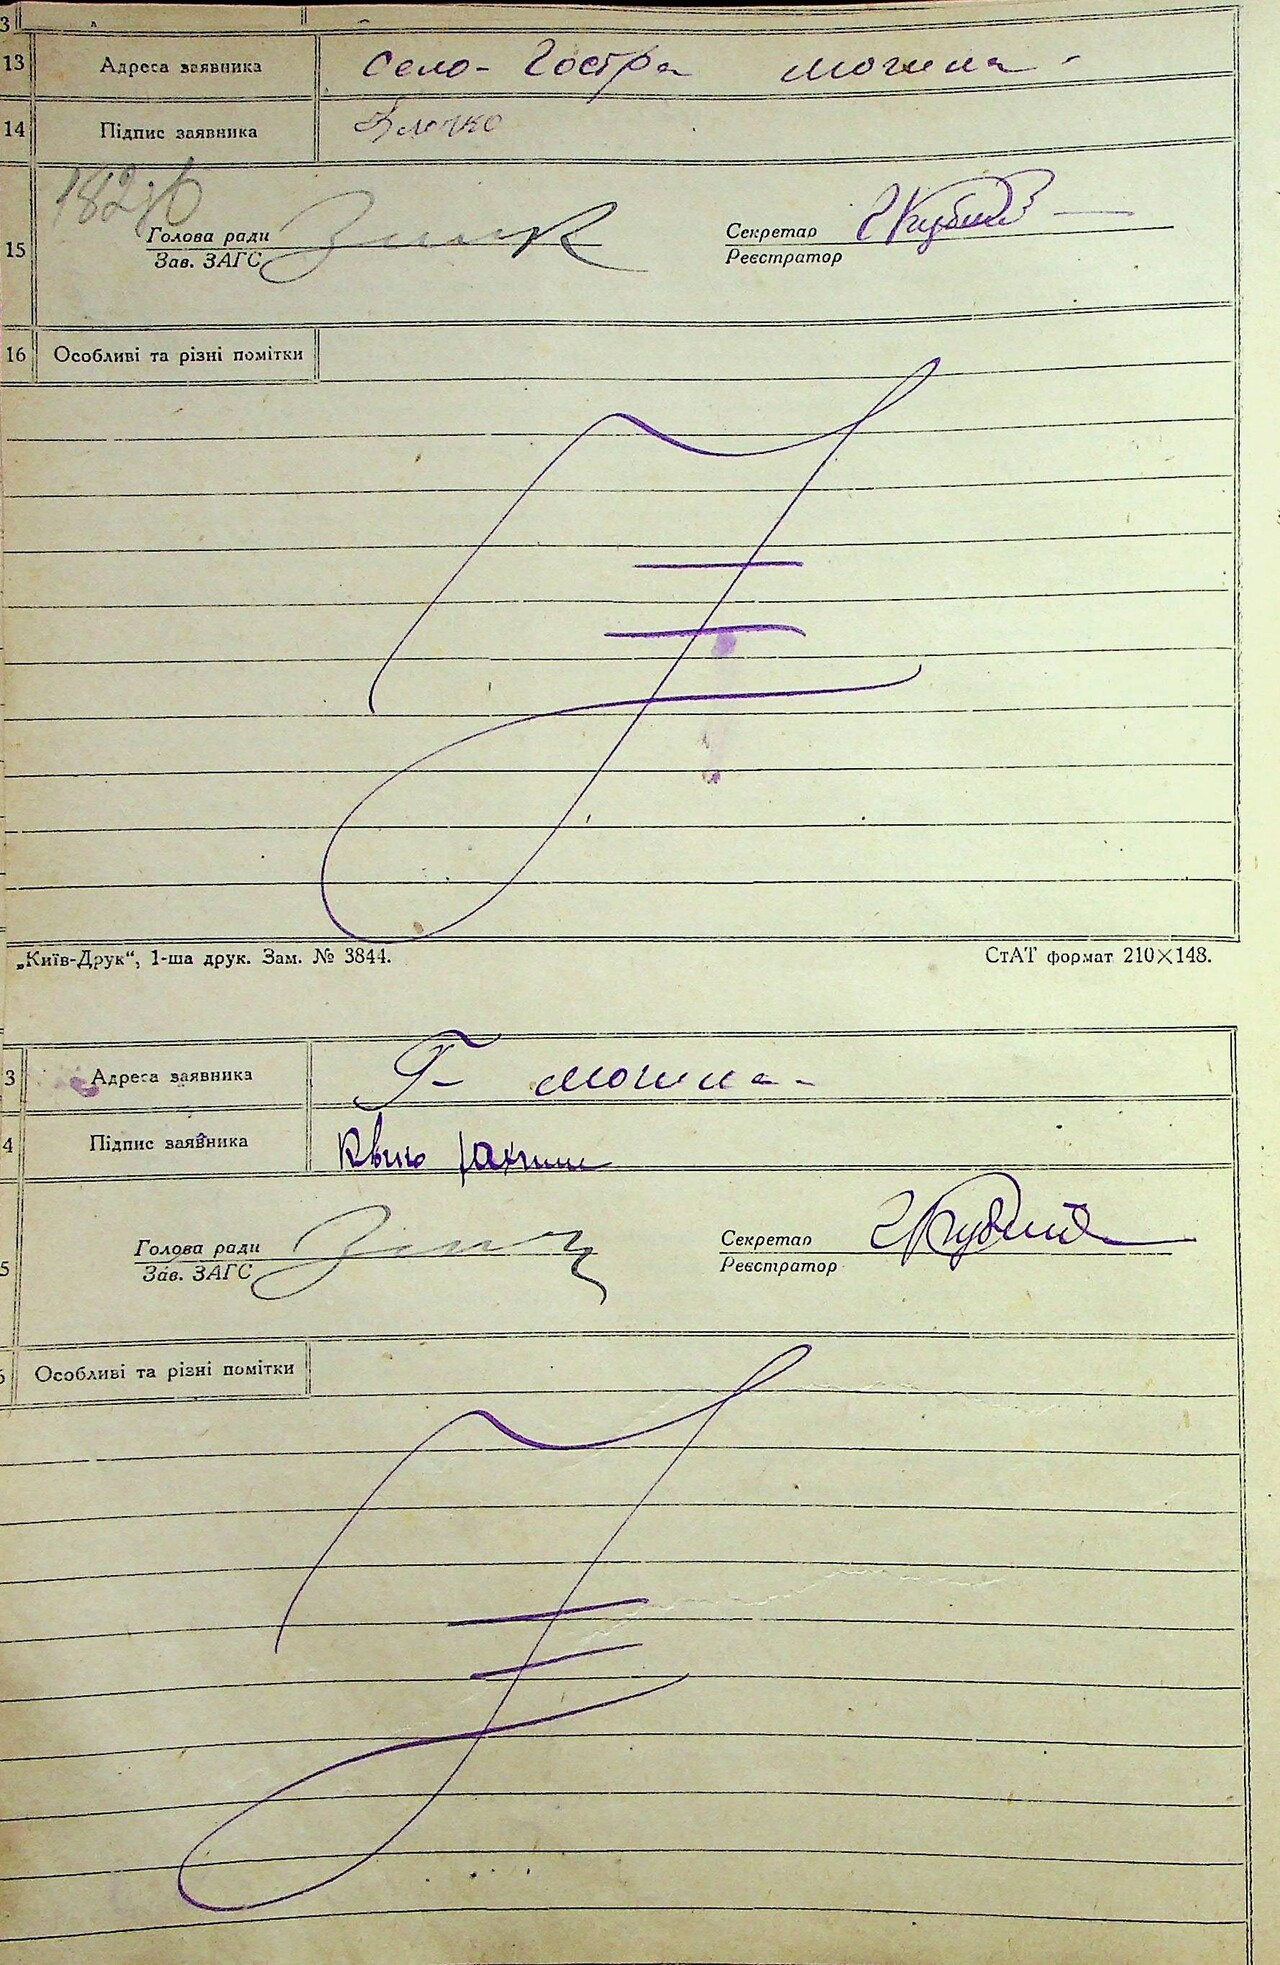 3
13 Адреса заявника село - Гостра могила -
14 Підпис заявника Клочко
Голова ради Секретар
15 Зав. ЗАГС Реєстратор
16 Особливі та різні помітки
„Київ-Друк“, 1-ша друк. Зам. № 3844. СтАТ формат 210×148.
3 Адреса заявника Г- могила -
4 Підпис заявника
Голова ради Секретар
5 Зав. ЗАГС Реєстратор
Особливі та різні помітки